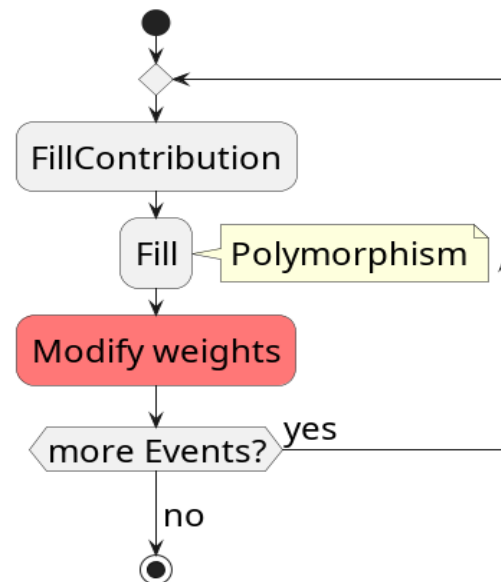 FillContribution
Fill
Polymorphism
Modify weights
more Events?
yes
no